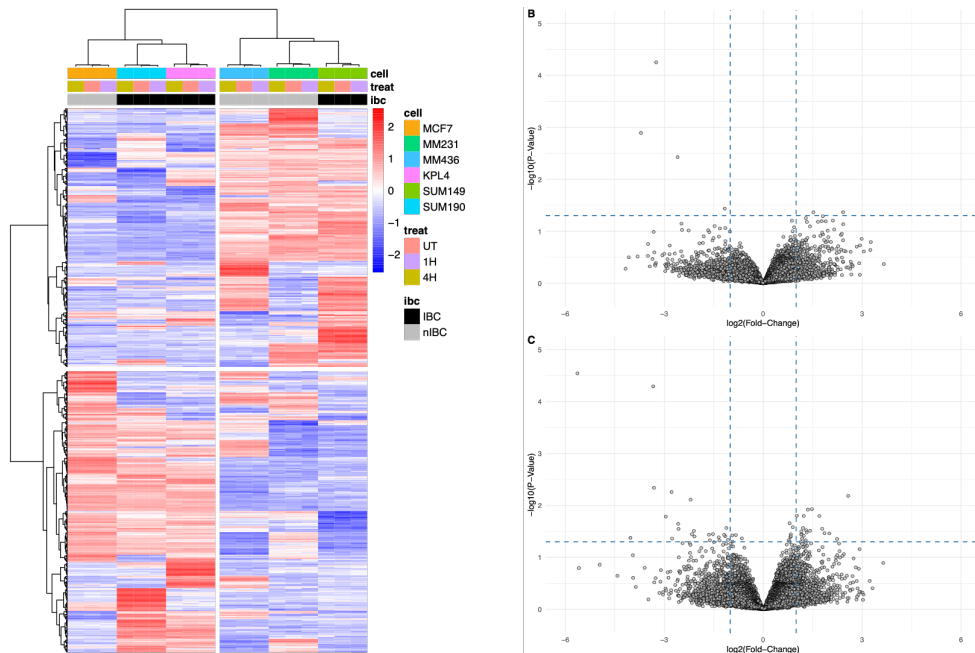 cell
treat
ibc
cell
MCF7
MM231
MM436
KPL4
SUM149
SUM190
treat
UT
1H
4H
ibc
IBC
nIBC
2
1
0
−1
−2
B
5
4
3
2
1
0
−log10(P-Value)
−6
−3
0
3
6
log2(Fold-Change)
C
5
4
3
2
1
0
−log10(P-Value)
−6
−3
0
3
6
log2(Fold-Change)